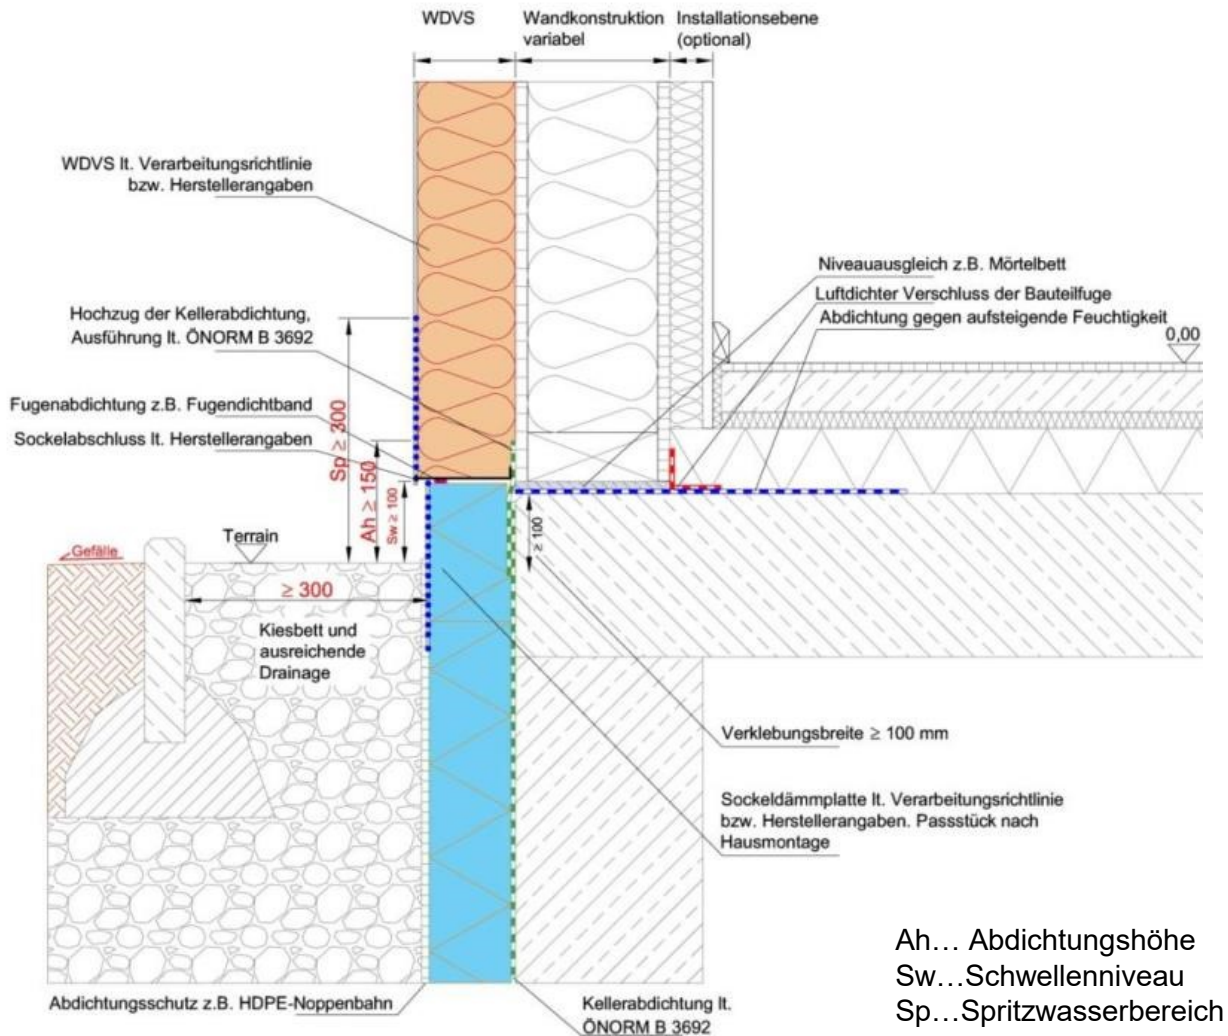 WDVS
Wandkonstruktion
variabel
Installationsebene
(optional)
WDVS lt. Verarbeitungsrichtlinie
bzw. Herstellerangaben
Niveauausgleich z.B. Mörtelbett
Luftdichter Verschluss der Bauteilfuge
Abdichtung gegen aufsteigende Feuchtigkeit
0,00
Hochzug der Kellerabdichtung,
Ausführung lt. ÖNORM B 3692
Fugenabdichtung z.B. Fugendichtband
Sockelabschluss lt. Herstellerangaben
Sp ≥ 300
Ah ≥ 150
Sw ≥ 100
≥ 100
Terrain
Gefälle
≥ 300
Kiesbett und
ausreichende
Drainage
Verklebungsbreite ≥ 100 mm
Sockeldämmplatte lt. Verarbeitungsrichtlinie
bzw. Herstellerangaben. Passstück nach
Hausmontage
Abdichtungsschutz z.B. HDPE-Noppenbahn
Kellerabdichtung lt.
ÖNORM B 3692
Ah... Abdichtungshöhe
Sw...Schwellenniveau
Sp...Spritzwasserbereich